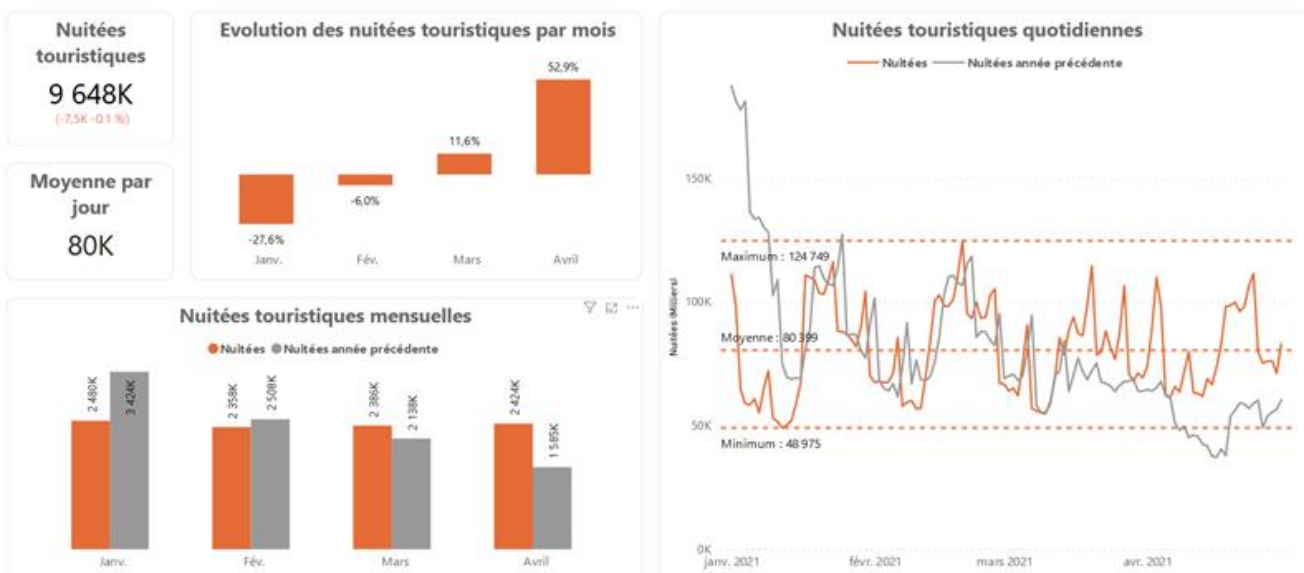 Nuitées
touristiques
9 648K
(-7,5K -0.1 %)
Moyenne par
jour
80K
Evolution des nuitées touristiques par mois
52,9%
11,6%
-6,0%
-27,6%
Janv. Fév. Mars Avril
Nuitées touristiques mensuelles
Nuitées Nuitées année précédente
2 480K 3 424K 2 358K 2 508K 2 386K 2 138K 2 424K 1 585K
Janv. Fév. Mars Avril
Nuitées touristiques quotidiennes
Nuitées Nuitées année précédente
Nuitées (Milliers)
150K
Maximum : 124 749
100K
Moyenne : 80 399
50K
Minimum : 48 975
0K
janv. 2021 févr. 2021 mars 2021 avr. 2021